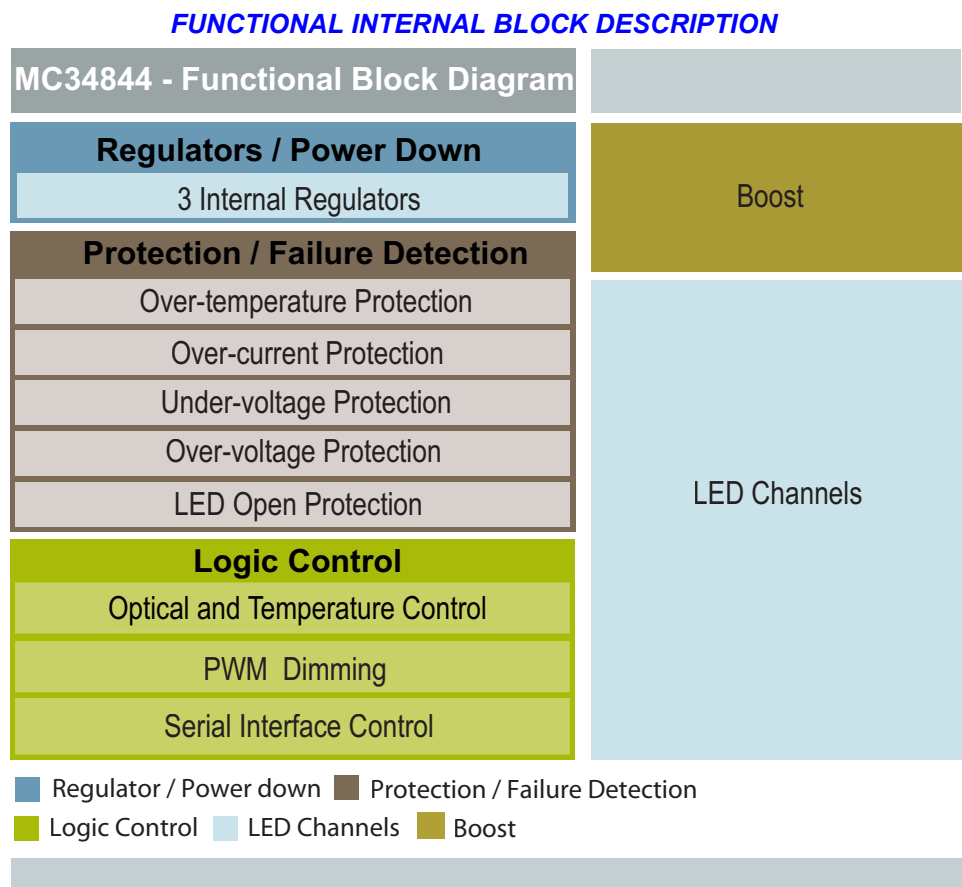 FUNCTIONAL INTERNAL BLOCK DESCRIPTION
MC34844 - Functional Block Diagram
Regulators / Power Down
3 Internal Regulators
Protection / Failure Detection
Over-temperature Protection
Over-current Protection
Under-voltage Protection
Over-voltage Protection
LED Open Protection
Logic Control
Optical and Temperature Control
PWM Dimming
Serial Interface Control
Boost
LED Channels
Regulator / Power down Protection / Failure Detection
Logic Control LED Channels Boost